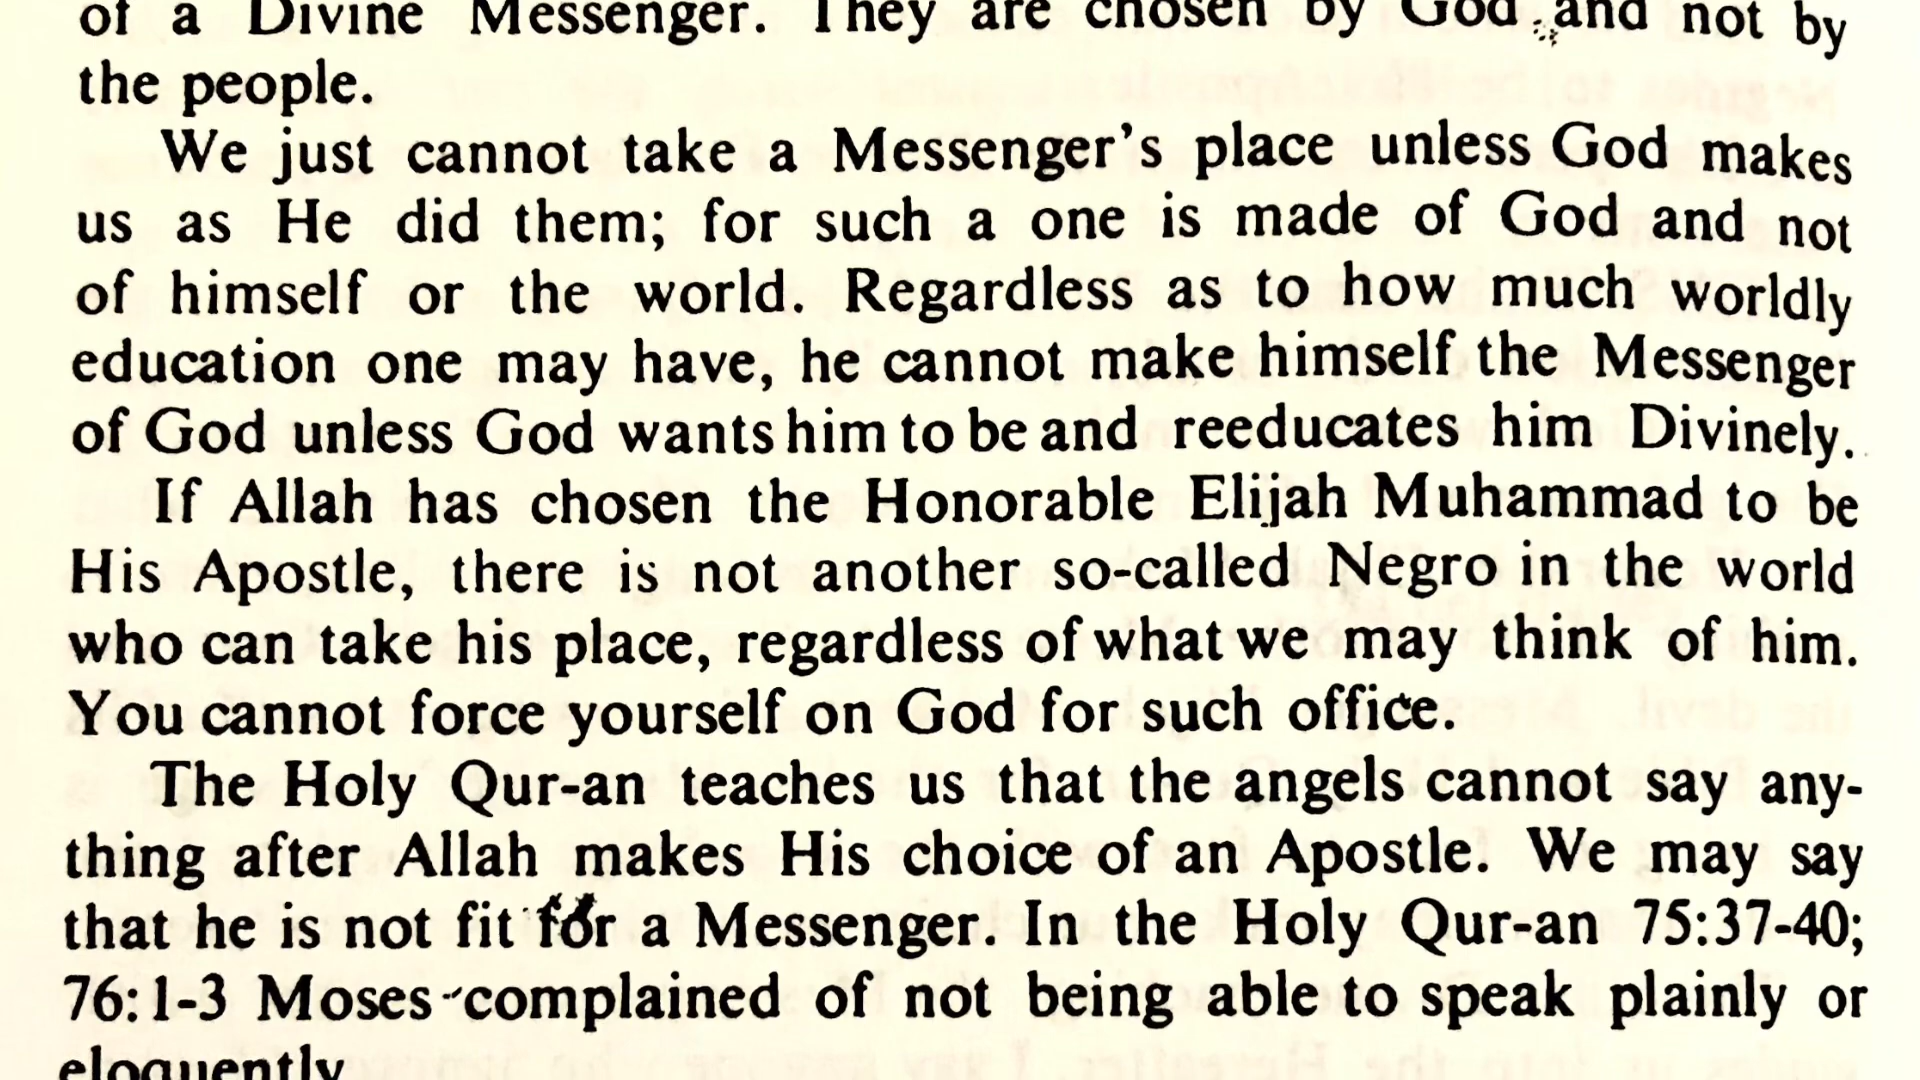 of a Divine Messenger. They are chosen by God and not by
the people.
We just cannot take a Messenger's place unless God makes
us as He did them; for such a one is made of God and not
of himself or the world. Regardless as to how much worldly
education one may have, he cannot make himself the Messenger
of God unless God wants him to be and reeducates him Divinely.
If Allah has chosen the Honorable Elijah Muhammad to be
His Apostle, there is not another so-called Negro in the world
who can take his place, regardless of what we may think of him.
You cannot force yourself on God for such office.
The Holy Qur-an teaches us that the angels cannot say any-
thing after Allah makes His choice of an Apostle. We may say
that he is not fit for a Messenger. In the Holy Qur-an 75:37-40;
76:1-3 Moses complained of not being able to speak plainly or
eloquently